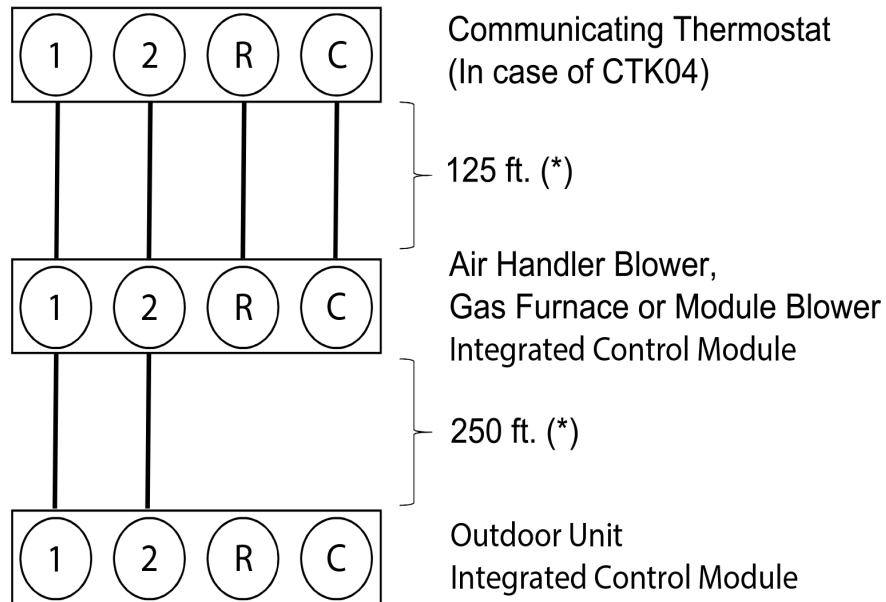 1 2 R C
Communicating Thermostat
(In case of CTK04)
125 ft. (*)
1 2 R C
Air Handler Blower,
Gas Furnace or Module Blower
Integrated Control Module
250 ft. (*)
1 2 R C
Outdoor Unit
Integrated Control Module